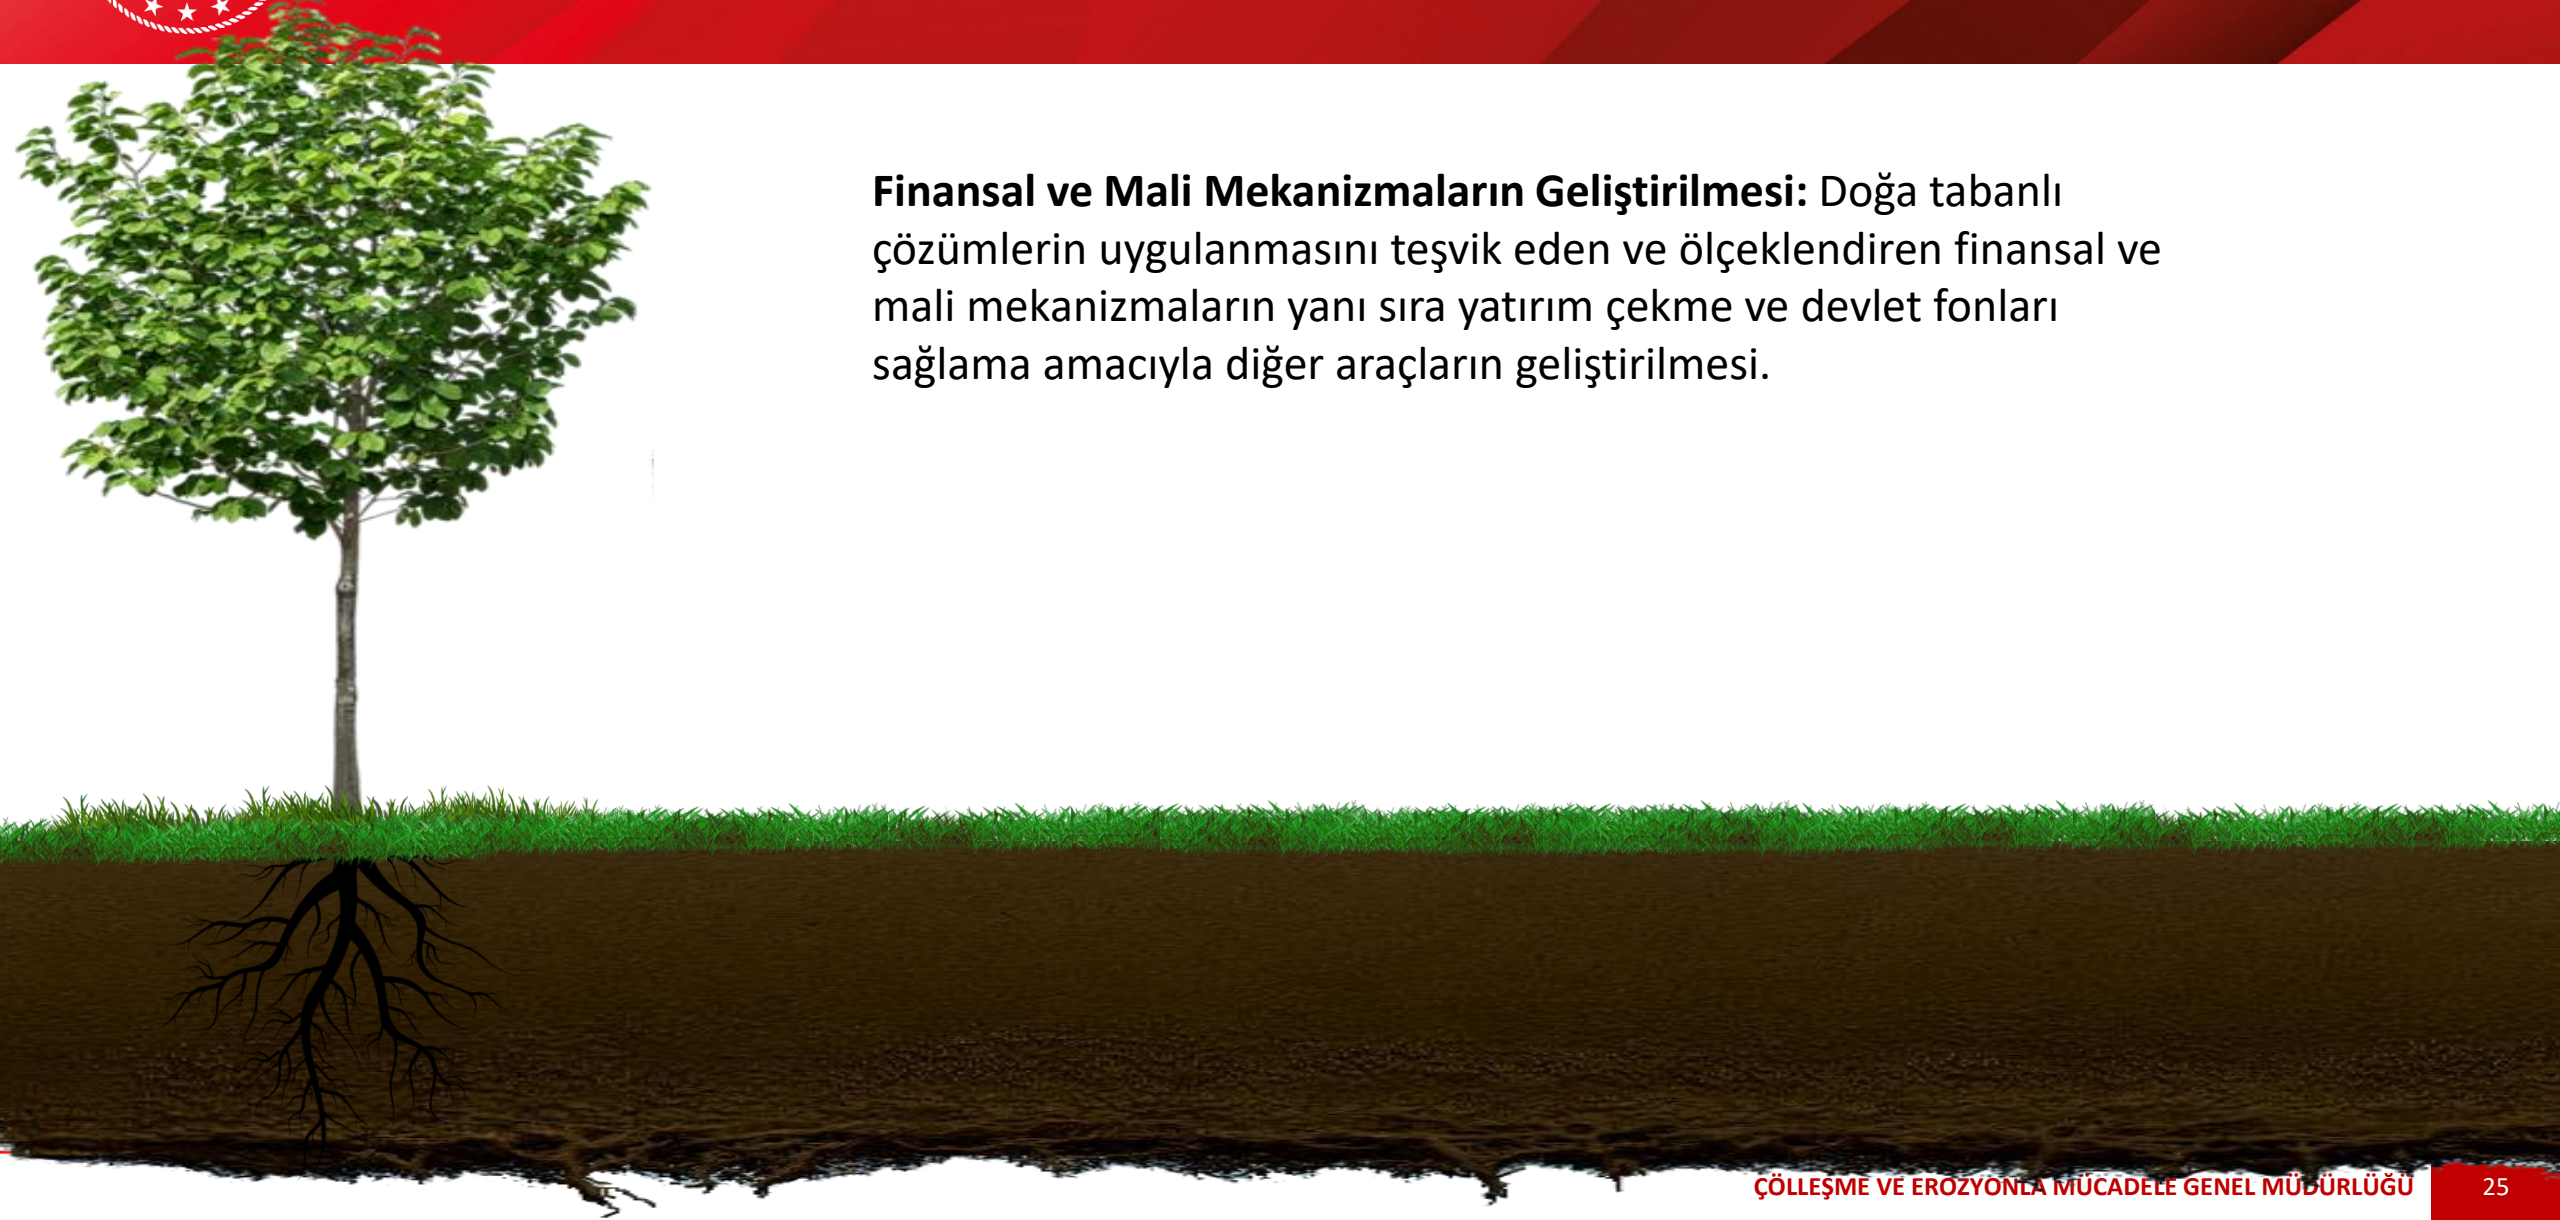 Finansal ve Mali Mekanizmaların Geliştirilmesi: Doğa tabanlı
çözümlerin uygulanmasını teşvik eden ve ölçeklendiren finansal ve
mali mekanizmaların yanı sıra yatırım çekme ve devlet fonları
sağlama amacıyla diğer araçların geliştirilmesi.
ÇÖLLEŞME VE EROZYONLA MÜCADELE GENEL MÜDÜRLÜĞÜ
25